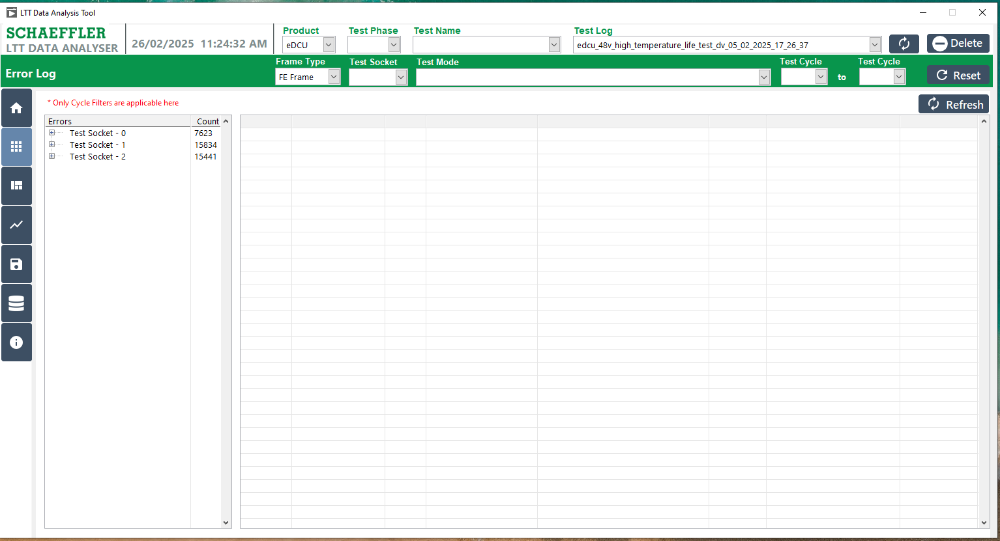 LTT Data Analysis Tool
SCHAEFFLER
LTT DATA ANALYSER
26/02/2025 11:24:32 AM
Product
Test Phase
Test Name
Test Log
eDCU
edcu_48v_high_temperature_life_test_dv_05_02_2025_17_26_37
Delete
Error Log
Frame Type
Test Socket
Test Mode
Test Cycle
Test Cycle
FE Frame
to
Reset
* Only Cycle Filters are applicable here
Refresh
Errors Count
Test Socket - 0 7623
Test Socket - 1 15834
Test Socket - 2 15441